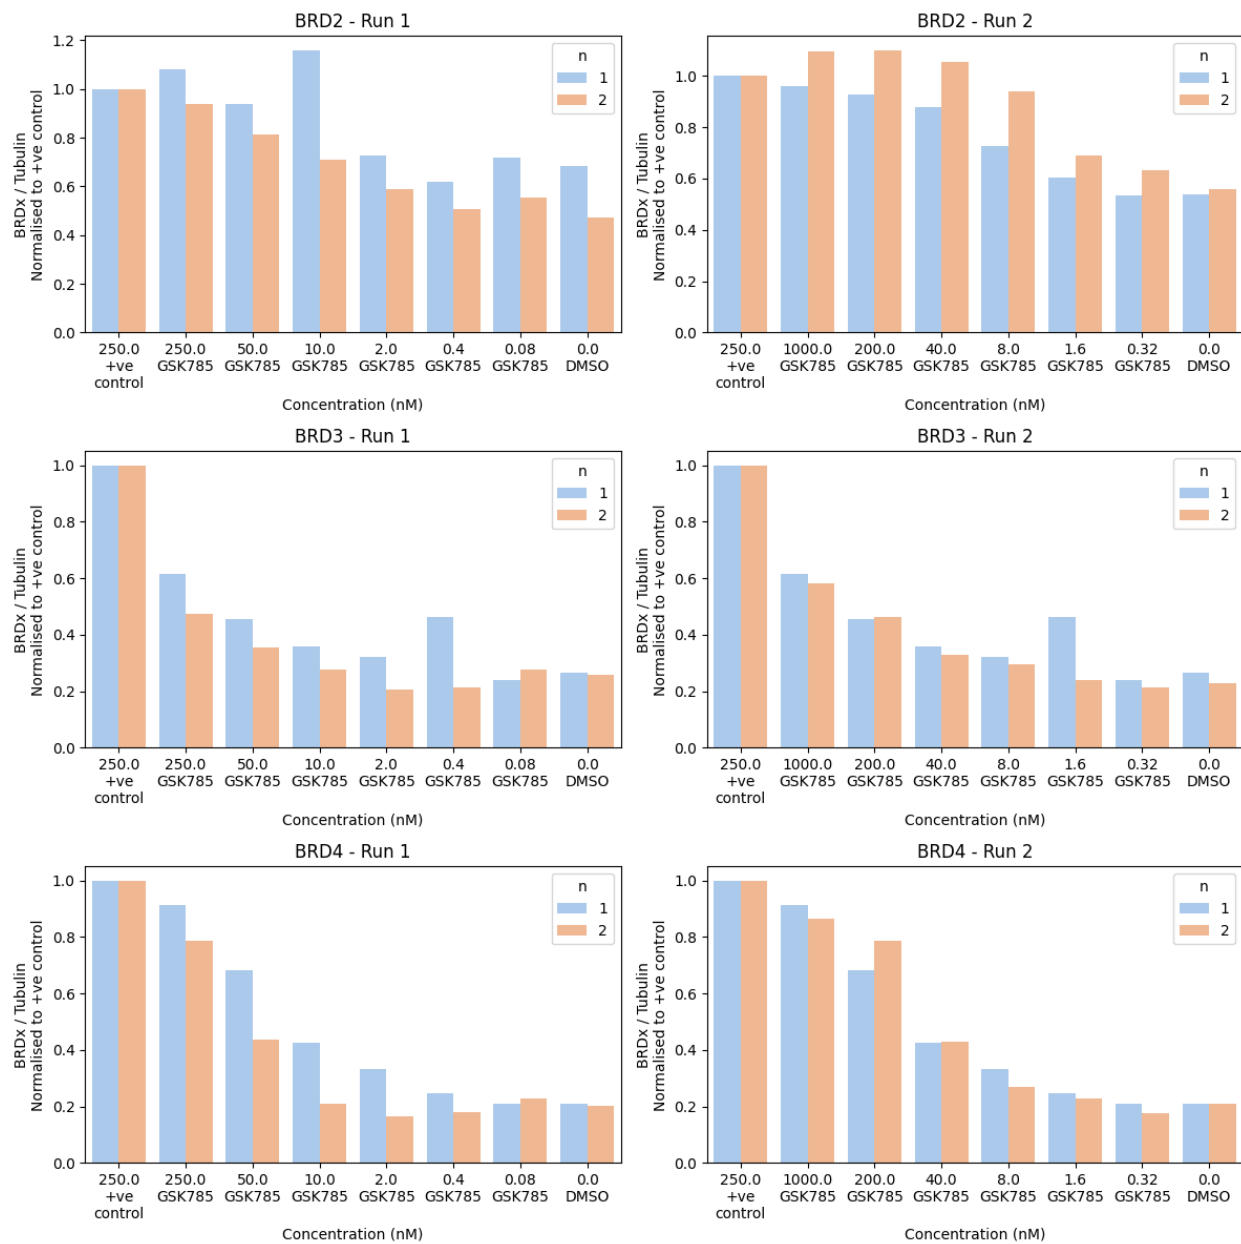 BRD2 - Run 1
BRDx / Tubulin
Normalised to +ve control
1.2
1.0
0.8
0.6
0.4
0.2
0.0
n
1
2
250.0 250.0 50.0 10.0 2.0 0.4 0.08 0.0
+ve GSK785 GSK785 GSK785 GSK785 GSK785 GSK785 DMSO
control
Concentration (nM)
BRD2 - Run 2
BRDx / Tubulin
Normalised to +ve control
1.0
0.8
0.6
0.4
0.2
0.0
n
1
2
250.0 1000.0 200.0 40.0 8.0 1.6 0.32 0.0
+ve GSK785 GSK785 GSK785 GSK785 GSK785 GSK785 DMSO
control
Concentration (nM)
BRD3 - Run 1
BRDx / Tubulin
Normalised to +ve control
1.0
0.8
0.6
0.4
0.2
0.0
n
1
2
250.0 250.0 50.0 10.0 2.0 0.4 0.08 0.0
+ve GSK785 GSK785 GSK785 GSK785 GSK785 GSK785 DMSO
control
Concentration (nM)
BRD3 - Run 2
BRDx / Tubulin
Normalised to +ve control
1.0
0.8
0.6
0.4
0.2
0.0
n
1
2
250.0 1000.0 200.0 40.0 8.0 1.6 0.32 0.0
+ve GSK785 GSK785 GSK785 GSK785 GSK785 GSK785 DMSO
control
Concentration (nM)
BRD4 - Run 1
BRDx / Tubulin
Normalised to +ve control
1.0
0.8
0.6
0.4
0.2
0.0
n
1
2
250.0 250.0 50.0 10.0 2.0 0.4 0.08 0.0
+ve GSK785 GSK785 GSK785 GSK785 GSK785 GSK785 DMSO
control
Concentration (nM)
BRD4 - Run 2
BRDx / Tubulin
Normalised to +ve control
1.0
0.8
0.6
0.4
0.2
0.0
n
1
2
250.0 1000.0 200.0 40.0 8.0 1.6 0.32 0.0
+ve GSK785 GSK785 GSK785 GSK785 GSK785 GSK785 DMSO
control
Concentration (nM)